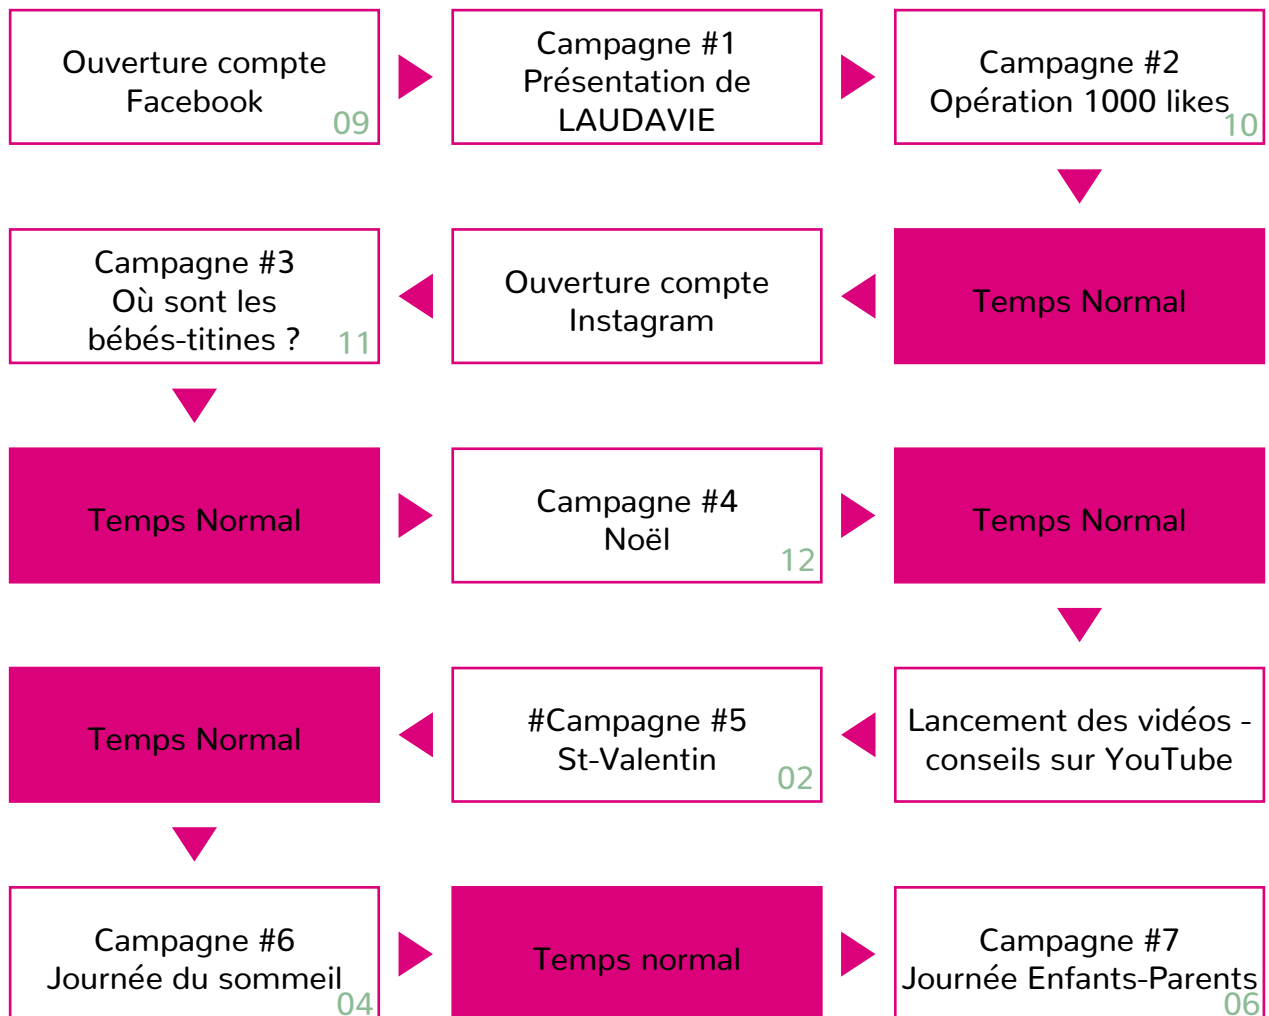 Ouverture compte
Facebook
09
Campagne #1
Présentation de
LAUDAVIE
Campagne #2
Opération 1000 likes
10
Campagne #3
Où sont les
bébés-titines ?
11
Ouverture compte
Instagram
Temps Normal
Temps Normal
Campagne #4
Noël
12
Temps Normal
Temps Normal
#Campagne #5
St-Valentin
02
Lancement des vidéos -
conseils sur YouTube
Campagne #6
Journée du sommeil
04
Temps normal
Campagne #7
Journée Enfants-Parents
06